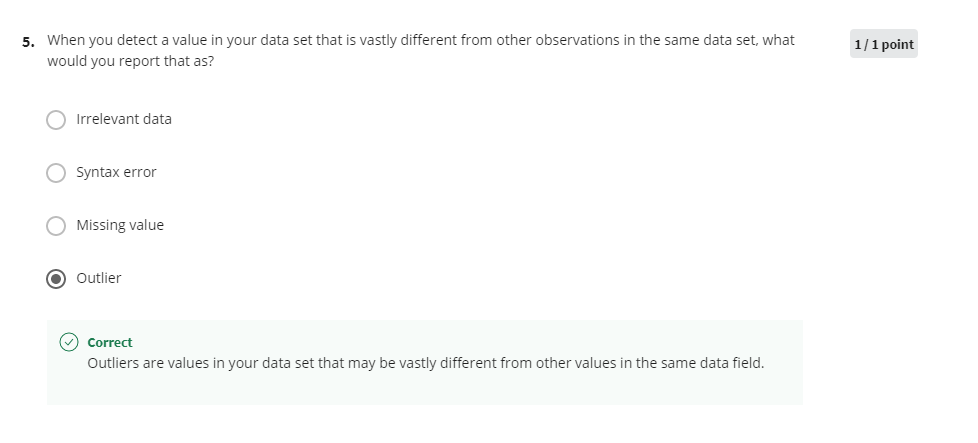 5. When you detect a value in your data set that is vastly different from other observations in the same data set, what
would you report that as?
1 / 1 point
Irrelevant data
Syntax error
Missing value
Outlier
Correct
Outliers are values in your data set that may be vastly different from other values in the same data field.